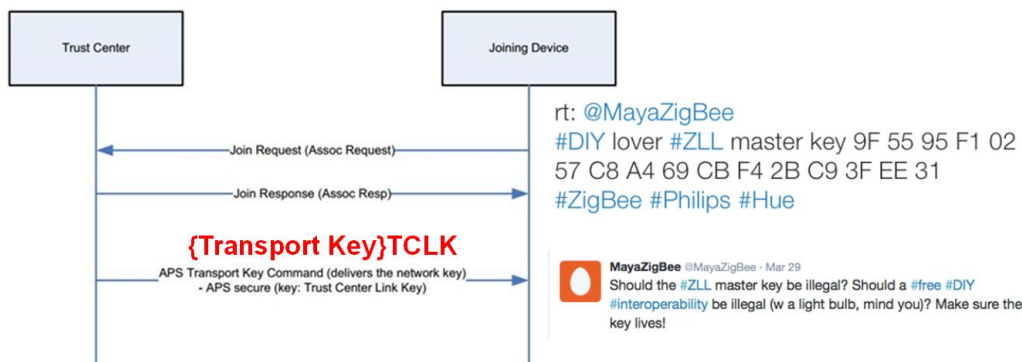 Trust Center
Joining Device
rt: @MayaZigBee
#DIY lover #ZLL master key 9F 55 95 F1 02
57 C8 A4 69 CB F4 2B C9 3F EE 31
#ZigBee #Philips #Hue
Join Request (Assoc Request)
Join Response (Assoc Resp)
{Transport Key}TCLK
APS Transport Key Command (delivers the network key)
- APS secure (key: Trust Center Link Key)
MayaZigBee @MayaZigBee · Mar 29
Should the #ZLL master key be illegal? Should a #free #DIY
#interoperability be illegal (w a light bulb, mind you)? Make sure the
key lives!